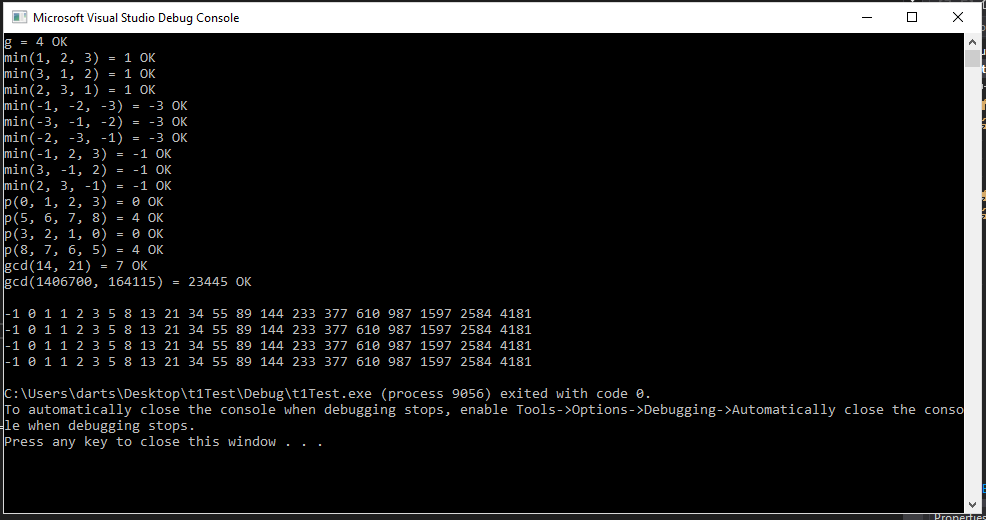 Microsoft Visual Studio Debug Console
g = 4 OK
min(1, 2, 3) = 1 OK
min(3, 1, 2) = 1 OK
min(2, 3, 1) = 1 OK
min(-1, -2, -3) = -3 OK
min(-3, -1, -2) = -3 OK
min(-2, -3, -1) = -3 OK
min(-1, 2, 3) = -1 OK
min(3, -1, 2) = -1 OK
min(2, 3, -1) = -1 OK
p(0, 1, 2, 3) = 0 OK
p(5, 6, 7, 8) = 4 OK
p(3, 2, 1, 0) = 0 OK
p(8, 7, 6, 5) = 4 OK
gcd(14, 21) = 7 OK
gcd(1406700, 164115) = 23445 OK
-1 0 1 1 2 3 5 8 13 21 34 55 89 144 233 377 610 987 1597 2584 4181
-1 0 1 1 2 3 5 8 13 21 34 55 89 144 233 377 610 987 1597 2584 4181
-1 0 1 1 2 3 5 8 13 21 34 55 89 144 233 377 610 987 1597 2584 4181
-1 0 1 1 2 3 5 8 13 21 34 55 89 144 233 377 610 987 1597 2584 4181
C:\Users\darts\Desktop\t1Test\Debug\t1Test.exe (process 9056) exited with code 0.
To automatically close the console when debugging stops, enable Tools->Options->Debugging->Automatically close the conso
le when debugging stops.
Press any key to close this window . . .
Properties